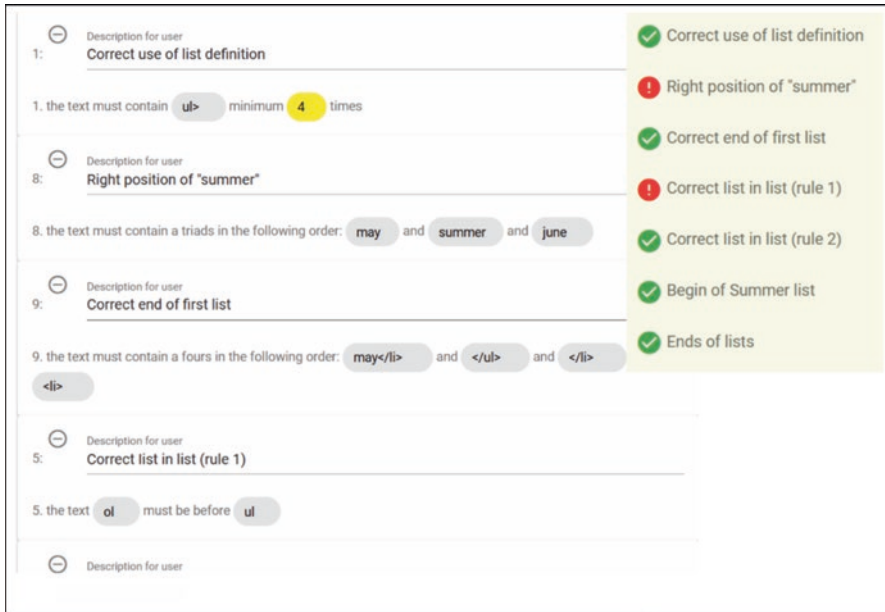 Description for user
1: Correct use of list definition
1. the text must contain ul> minimum 4 times
Description for user
8: Right position of "summer"
8. the text must contain a triads in the following order: may and summer and june
Description for user
9: Correct end of first list
9. the text must contain a fours in the following order: may</li> and </ul> and </li>
<li>
Description for user
5: Correct list in list (rule 1)
5. the text ol must be before ul
Description for user
Correct use of list definition
Right position of "summer"
Correct end of first list
Correct list in list (rule 1)
Correct list in list (rule 2)
Begin of Summer list
Ends of lists